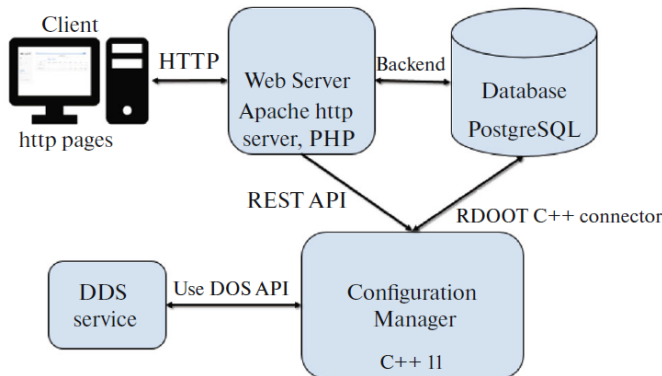 Client
HTTP
http pages
Web Server
Apache http
server, PHP
Backend
Database
PostgreSQL
REST API
RDOOT C++ connector
DDS
service
Use DOS API
Configuration
Manager
C++ 11